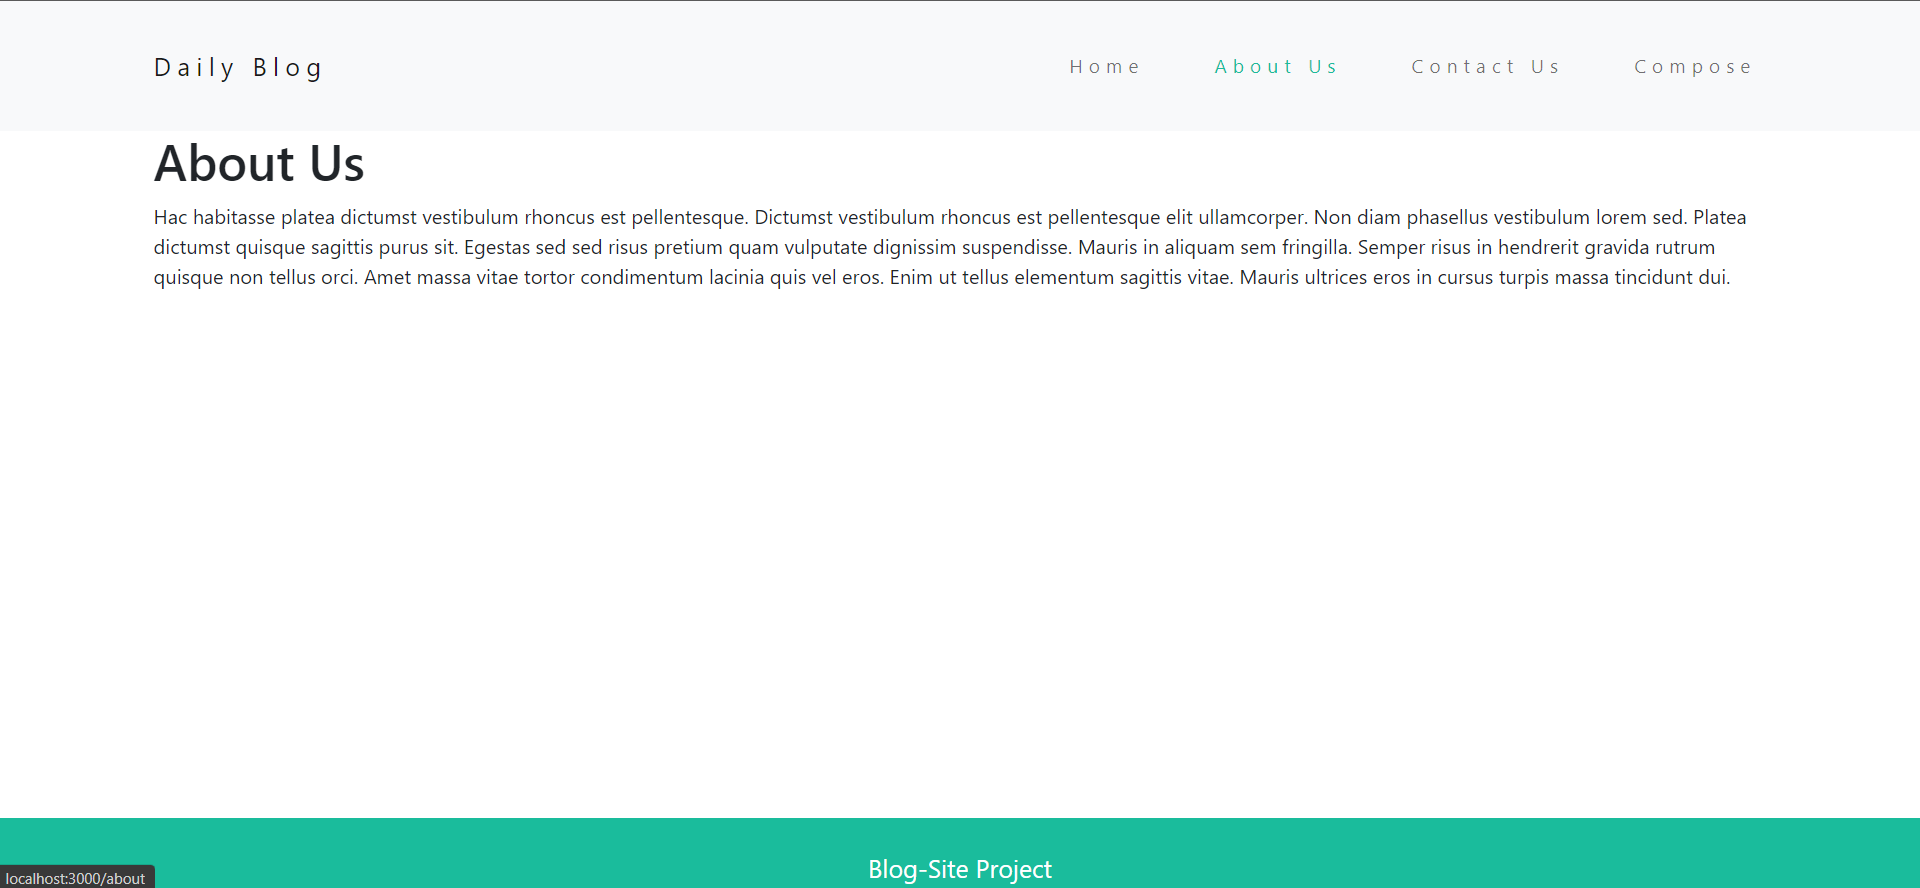 Daily Blog
Home About Us Contact Us Compose
About Us
Hac habitasse platea dictumst vestibulum rhoncus est pellentesque. Dictumst vestibulum rhoncus est pellentesque elit ullamcorper. Non diam phasellus vestibulum lorem sed. Platea
dictumst quisque sagittis purus sit. Egestas sed sed risus pretium quam vulputate dignissim suspendisse. Mauris in aliquam sem fringilla. Semper risus in hendrerit gravida rutrum
quisque non tellus orci. Amet massa vitae tortor condimentum lacinia quis vel eros. Enim ut tellus elementum sagittis vitae. Mauris ultrices eros in cursus turpis massa tincidunt dui.
Blog-Site Project
localhost:3000/about